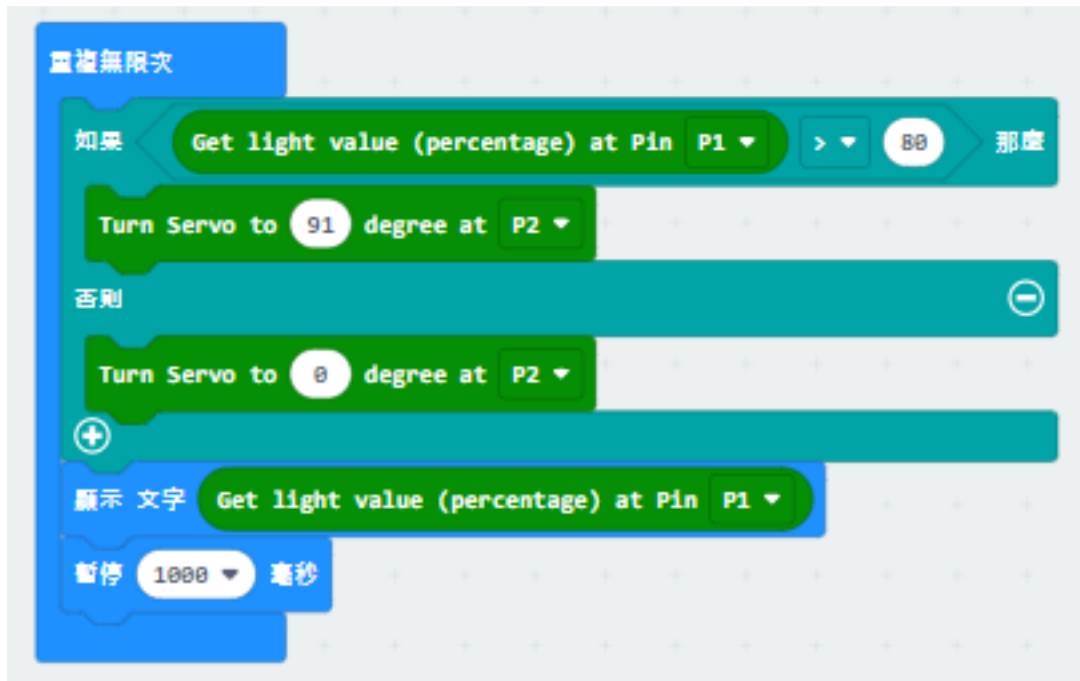 重複無限次
如果 Get light value (percentage) at Pin P1 > 80 那麼
Turn Servo to 91 degree at P2
否則
Turn Servo to 0 degree at P2
顯示 文字 Get light value (percentage) at Pin P1
暫停 1000 毫秒